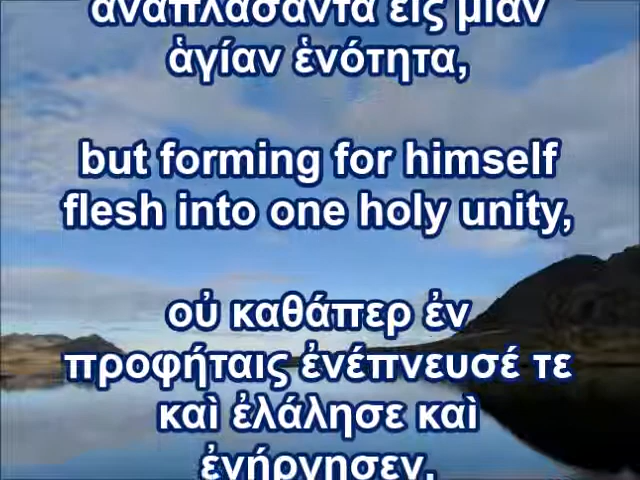 ἀναπλάσαντα εἰς μίαν
ἁγίαν ἑνότητα,
but forming for himself
flesh into one holy unity,
οὐ καθάπερ ἐν
προφήταις ἐνέπνευσέ τε
καὶ ἐλάλησε καὶ
ἐνήργησεν,